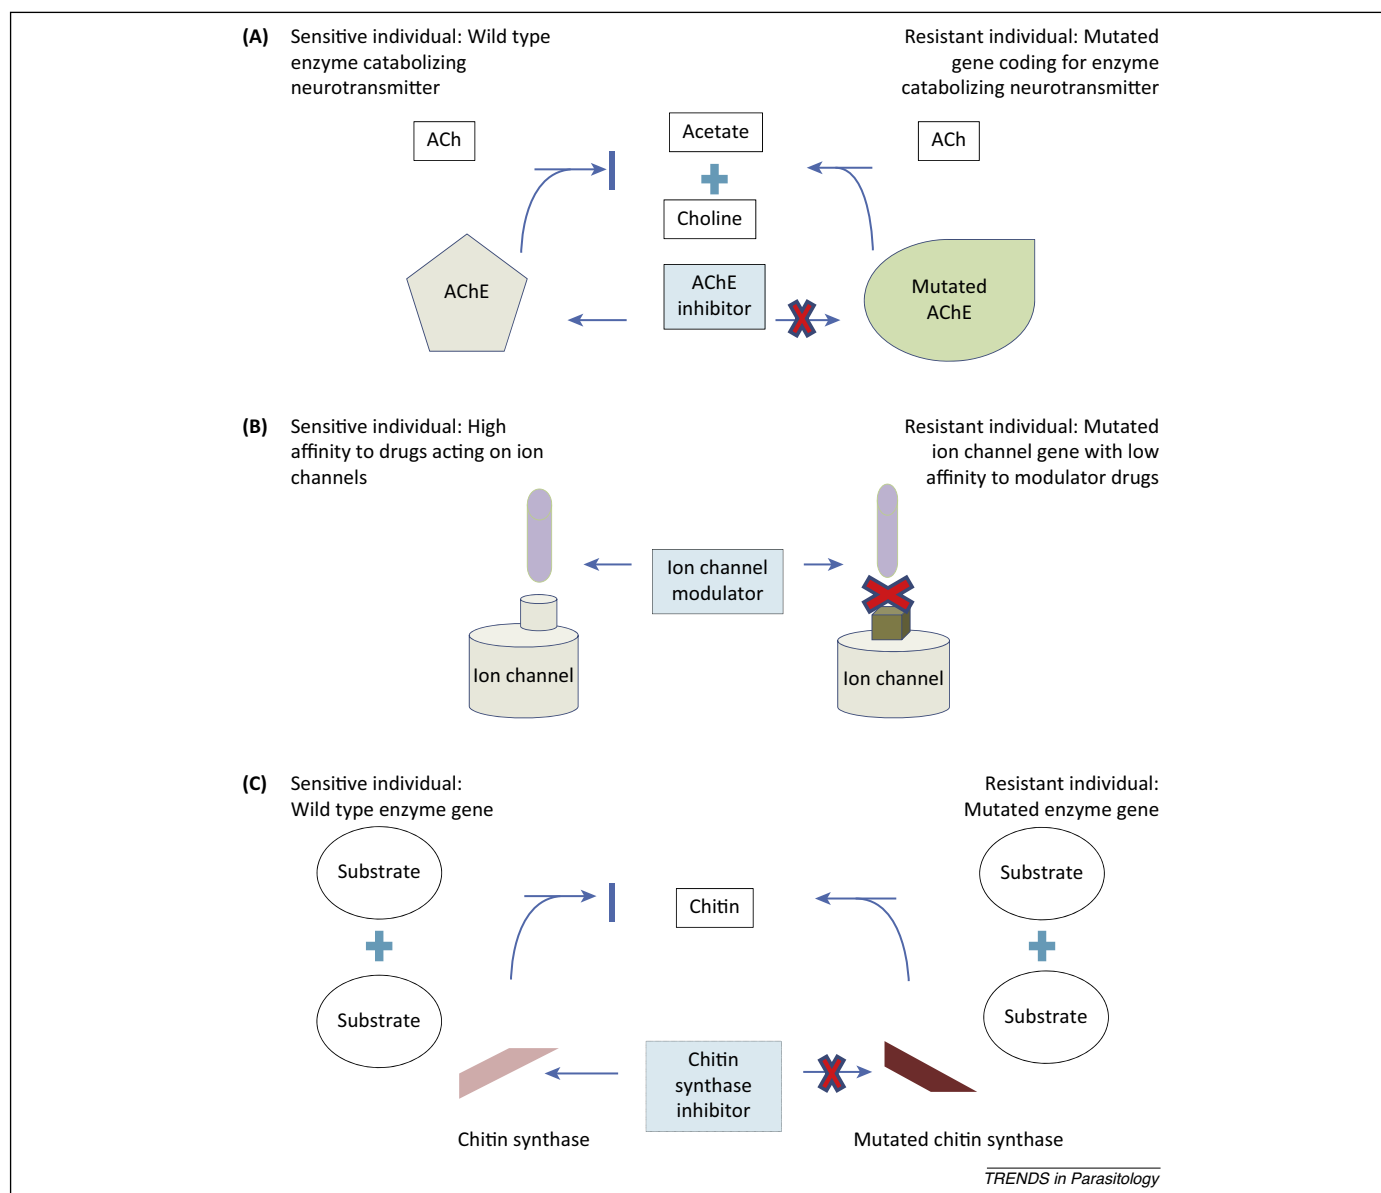 (A) Sensitive individual: Wild type
enzyme catabolizing
neurotransmitter
Resistant individual: Mutated
gene coding for enzyme
catabolizing neurotransmitter
ACh
Acetate
ACh
Choline
AChE
AChE
inhibitor
Mutated
AChE
(B) Sensitive individual: High
affinity to drugs acting on ion
channels
Resistant individual: Mutated
ion channel gene with low
affinity to modulator drugs
Ion channel
modulator
Ion channel
Ion channel
(C) Sensitive individual:
Wild type enzyme gene
Resistant individual:
Mutated enzyme gene
Substrate
Substrate
Chitin
Substrate
Substrate
Chitin
synthase
inhibitor
Chitin synthase
Mutated chitin synthase
TRENDS in Parasitology